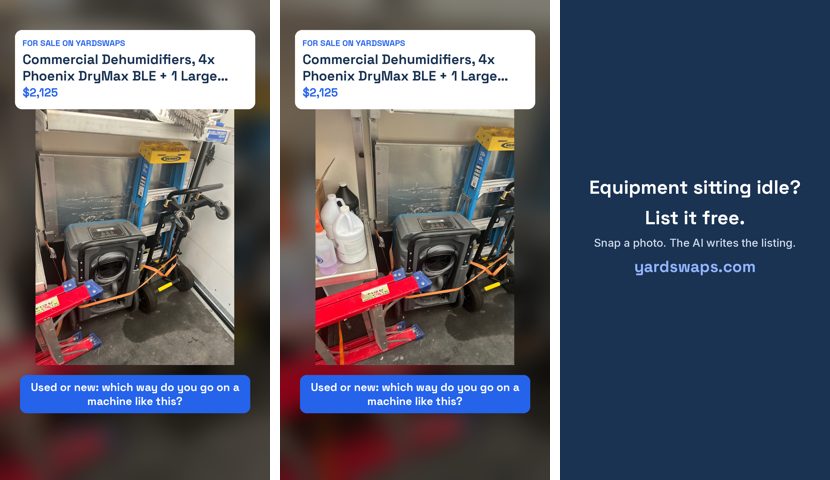 FOR SALE ON YARDSWAPS
Commercial Dehumidifiers, 4x
Phoenix DryMax BLE + 1 Large...
$2,125
Used or new: which way do you go on a
machine like this?
FOR SALE ON YARDSWAPS
Commercial Dehumidifiers, 4x
Phoenix DryMax BLE + 1 Large...
$2,125
Used or new: which way do you go on a
machine like this?
Equipment sitting idle?
List it free.
Snap a photo. The AI writes the listing.
yardswaps.com